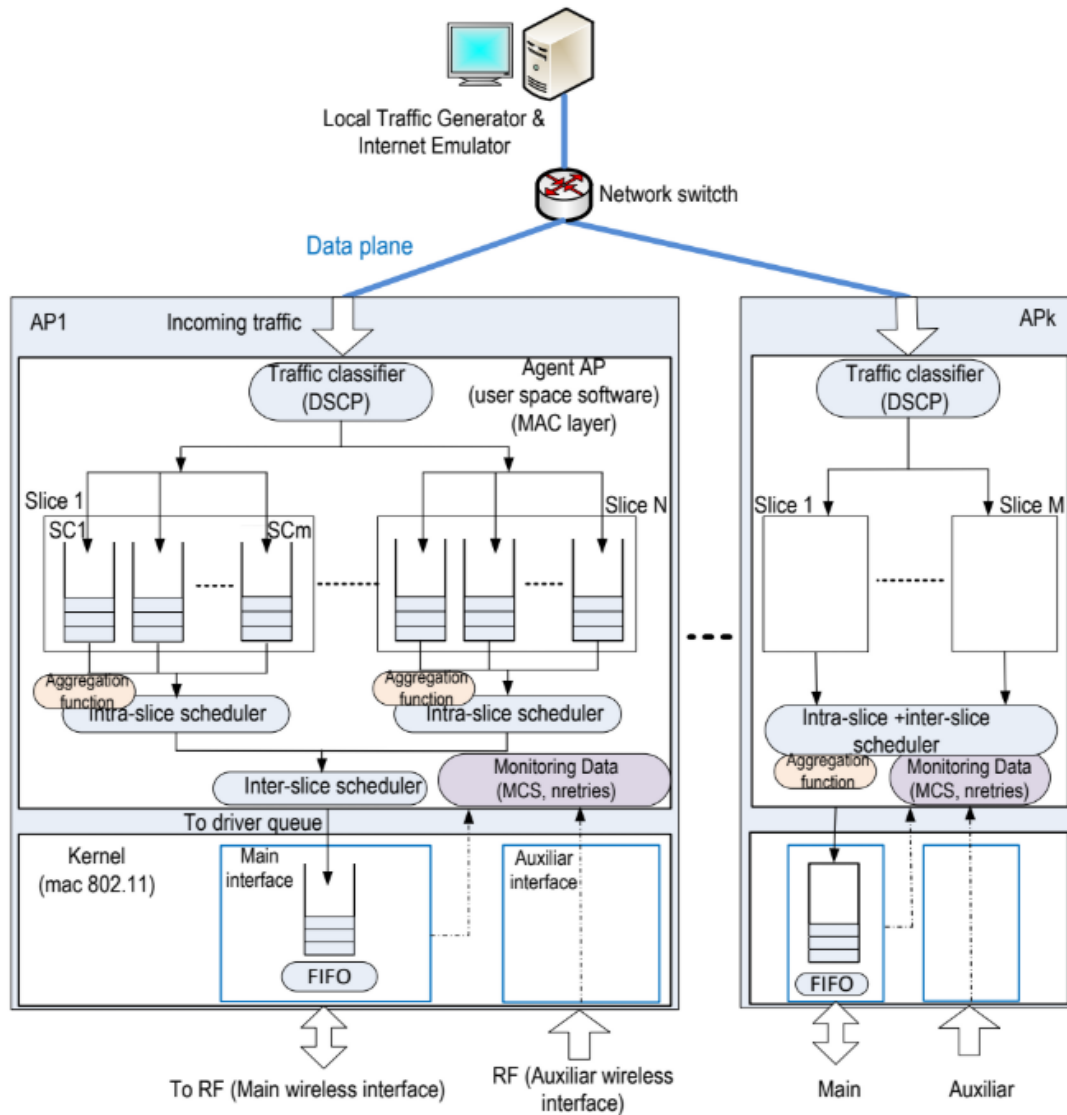 Local Traffic Generator &
Internet Emulator
Network switcth
Data plane
AP1
Incoming traffic
Traffic classifier
(DSCP)
Agent AP
(user space software)
(MAC layer)
Slice 1
SC1
SCm
Slice N
Aggregation
function
Intra-slice scheduler
Aggregation
function
Intra-slice scheduler
Inter-slice scheduler
Monitoring Data
(MCS, nretries)
To driver queue
Kernel
(mac 802.11)
Main
interface
FIFO
Auxiliar
interface
To RF (Main wireless interface)
RF (Auxiliar wireless
interface)
APk
Traffic classifier
(DSCP)
Slice 1
Slice M
Intra-slice +inter-slice
scheduler
Aggregation
function
Monitoring Data
(MCS, nretries)
FIFO
Main
Auxiliar